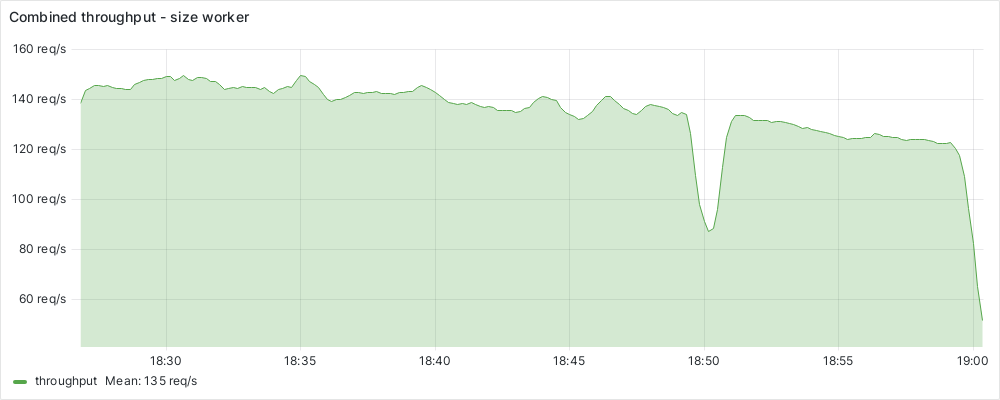 Combined throughput - size worker
160 req/s
140 req/s
120 req/s
100 req/s
80 req/s
60 req/s
18:30 18:35 18:40 18:45 18:50 18:55 19:00
throughput Mean: 135 req/s